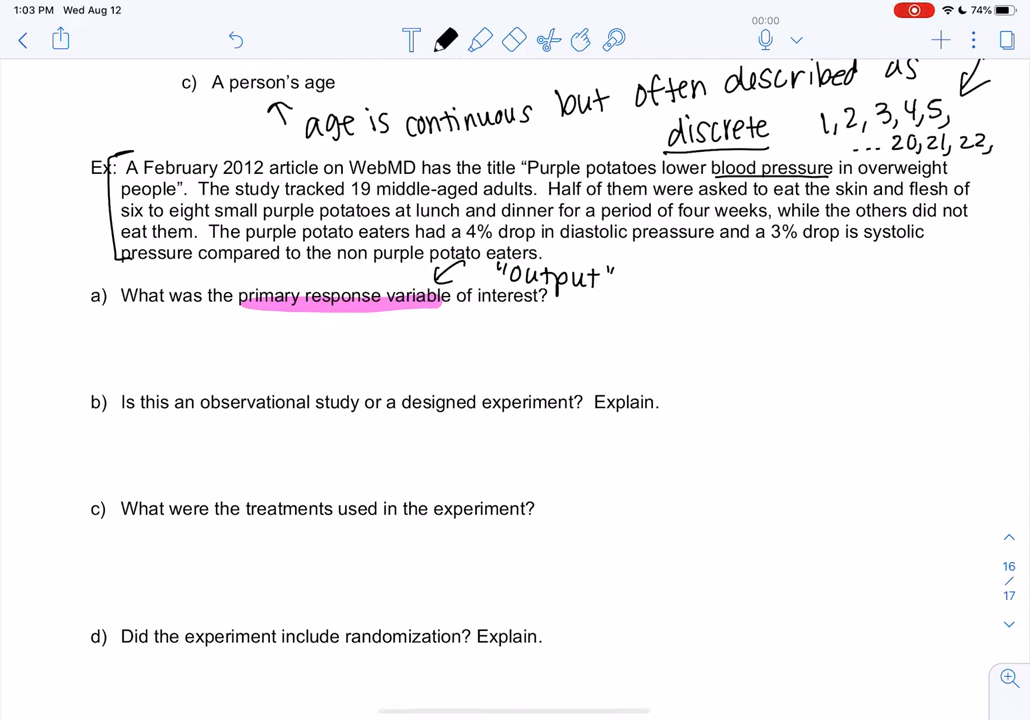 1:03 PM Wed Aug 12
74%
00:00
T
c) A person's age
age is continuous but often described as
discrete
1, 2, 3, 4, 5,
... 20, 21, 22,
Ex: A February 2012 article on WebMD has the title “Purple potatoes lower blood pressure in overweight
people”. The study tracked 19 middle-aged adults. Half of them were asked to eat the skin and flesh of
six to eight small purple potatoes at lunch and dinner for a period of four weeks, while the others did not
eat them. The purple potato eaters had a 4% drop in diastolic preassure and a 3% drop is systolic
pressure compared to the non purple potato eaters.
"output"
a) What was the primary response variable of interest?
b) Is this an observational study or a designed experiment? Explain.
c) What were the treatments used in the experiment?
16
/
17
d) Did the experiment include randomization? Explain.